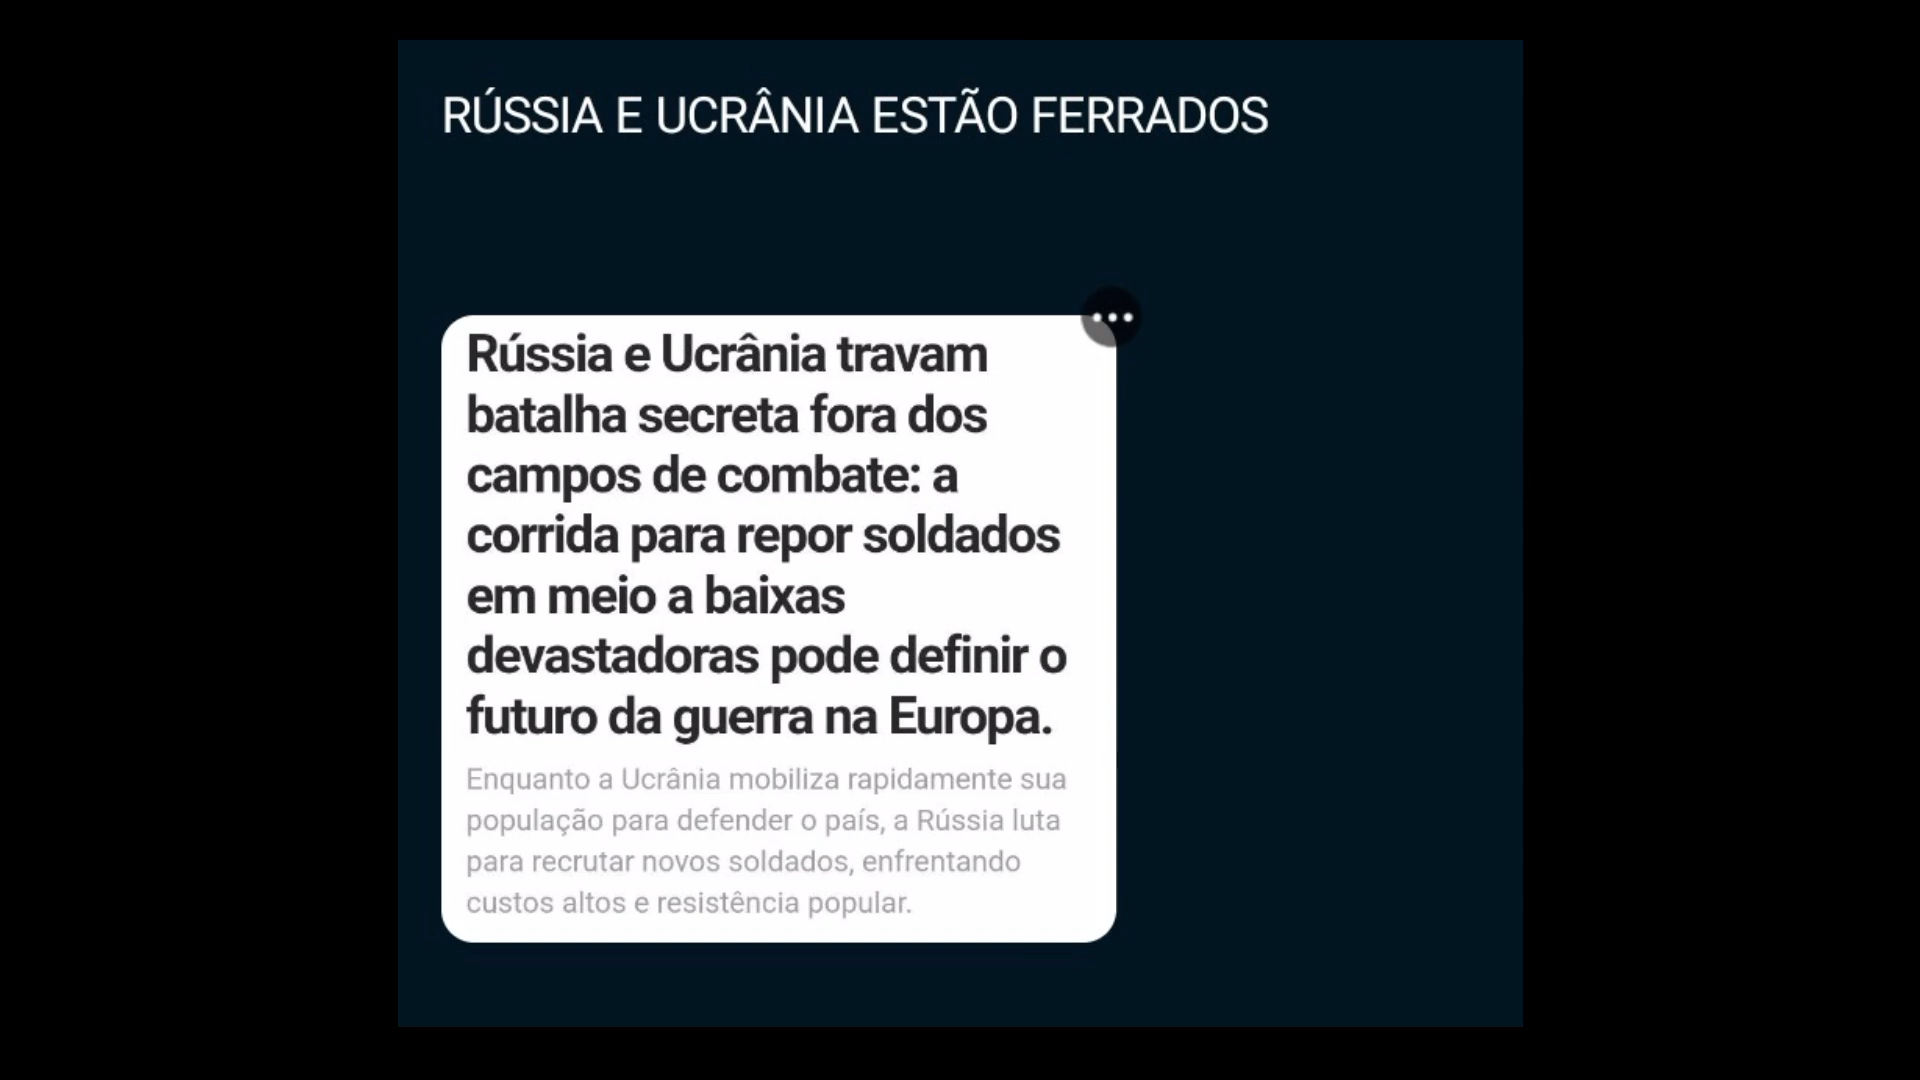 RÚSSIA E UCRÂNIA ESTÃO FERRADOS
Rússia e Ucrânia travam
batalha secreta fora dos
campos de combate: a
corrida para repor soldados
em meio a baixas
devastadoras pode definir o
futuro da guerra na Europa.
Enquanto a Ucrânia mobiliza rapidamente sua
população para defender o país, a Rússia luta
para recrutar novos soldados, enfrentando
custos altos e resistência popular.